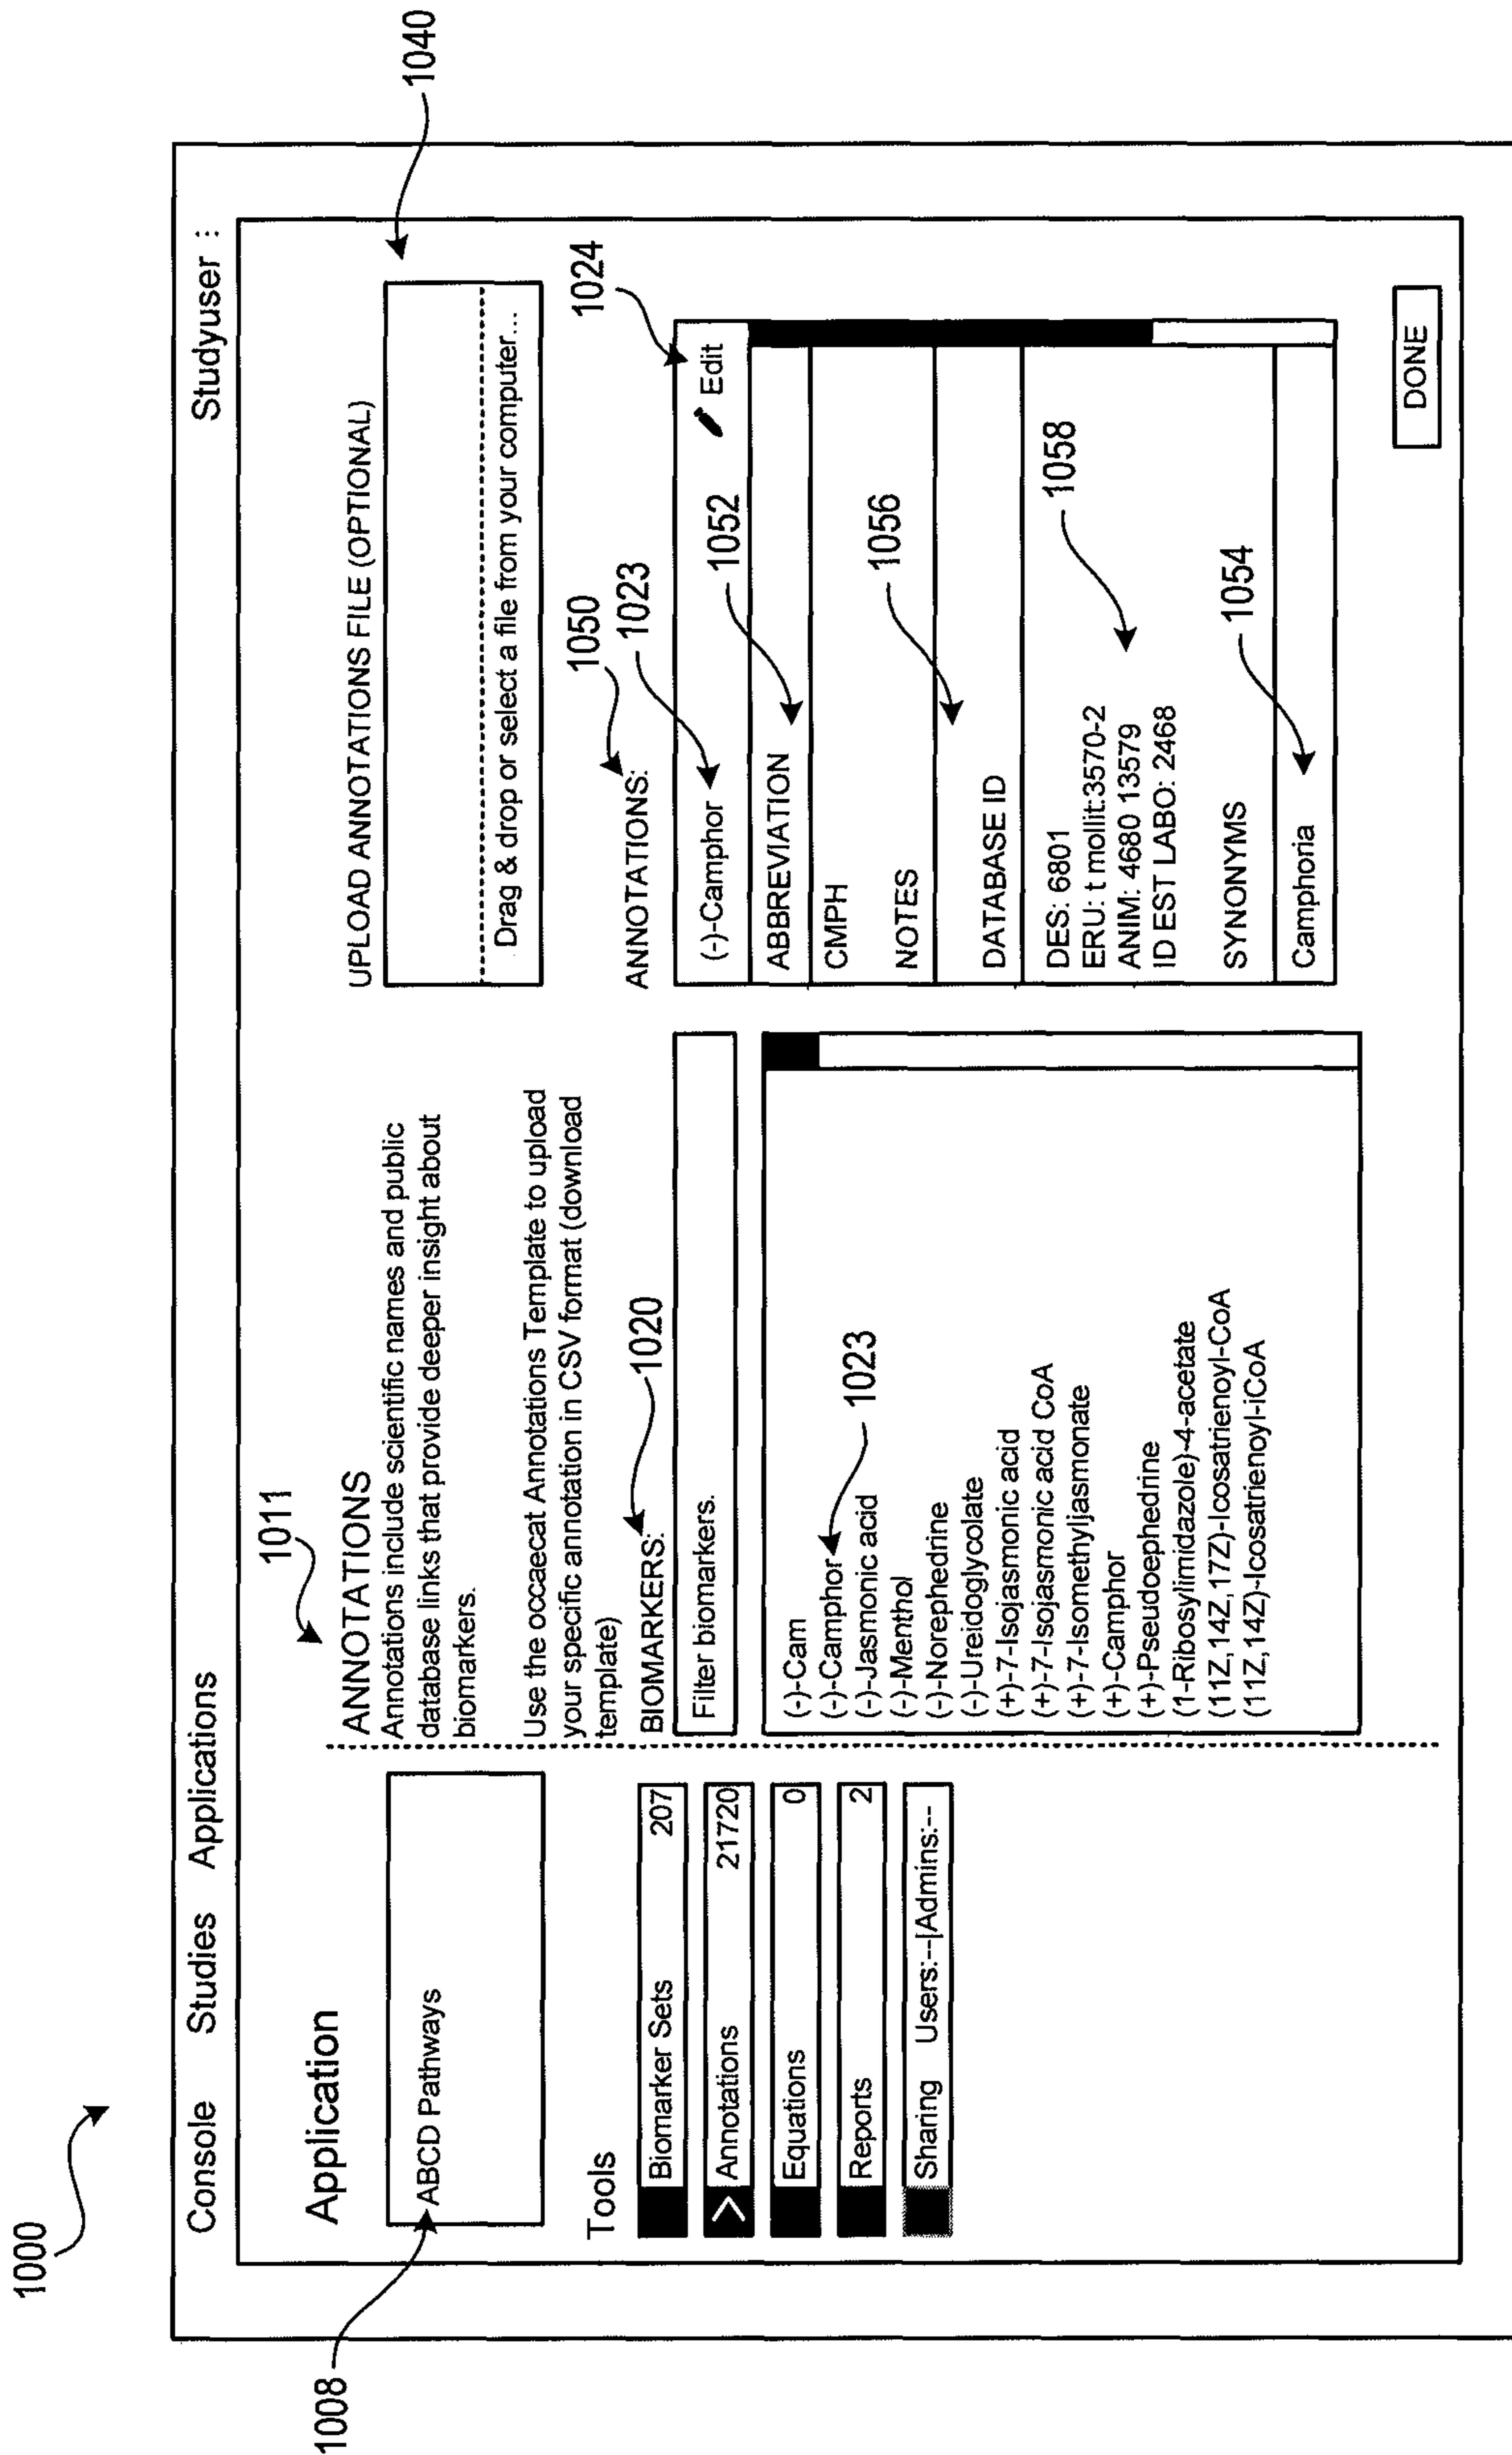 1000
Console Studies Applications
Studyuser :
Application
1008
ABCD Pathways
Tools
Biomarker Sets 207
> Annotations 21720
Equations 0
Reports 2
Sharing Users:--|Admins:--
1011
ANNOTATIONS
Annotations include scientific names and public
database links that provide deeper insight about
biomarkers.
Use the occaecat Annotations Template to upload
your specific annotation in CSV format (download
template)
BIOMARKERS:
1020
Filter biomarkers.
(-)-Cam
(-)-Camphor
1023
(-)-Jasmonic acid
(-)-Menthol
(-)-Norephedrine
(-)-Ureidoglycolate
(+)-7-Isojasmonic acid
(+)-7-Isojasmonic acid CoA
(+)-7-Isomethyljasmonate
(+)-Camphor
(+)-Pseudoephedrine
(1-Ribosylimidazole)-4-acetate
(11Z,14Z,17Z)-Icosatrienoyl-CoA
(11Z,14Z)-Icosatrienoyl-iCoA
UPLOAD ANNOTATIONS FILE (OPTIONAL)
1040
Drag & drop or select a file from your computer...
ANNOTATIONS:
1050
(-)-Camphor
1023
Edit
1024
ABBREVIATION
1052
CMPH
NOTES
1056
DATABASE ID
DES: 6801
ERU: t mollit:3570-2
ANIM: 4680 13579
ID EST LABO: 2468
1058
SYNONYMS
Camphoria
1054
DONE